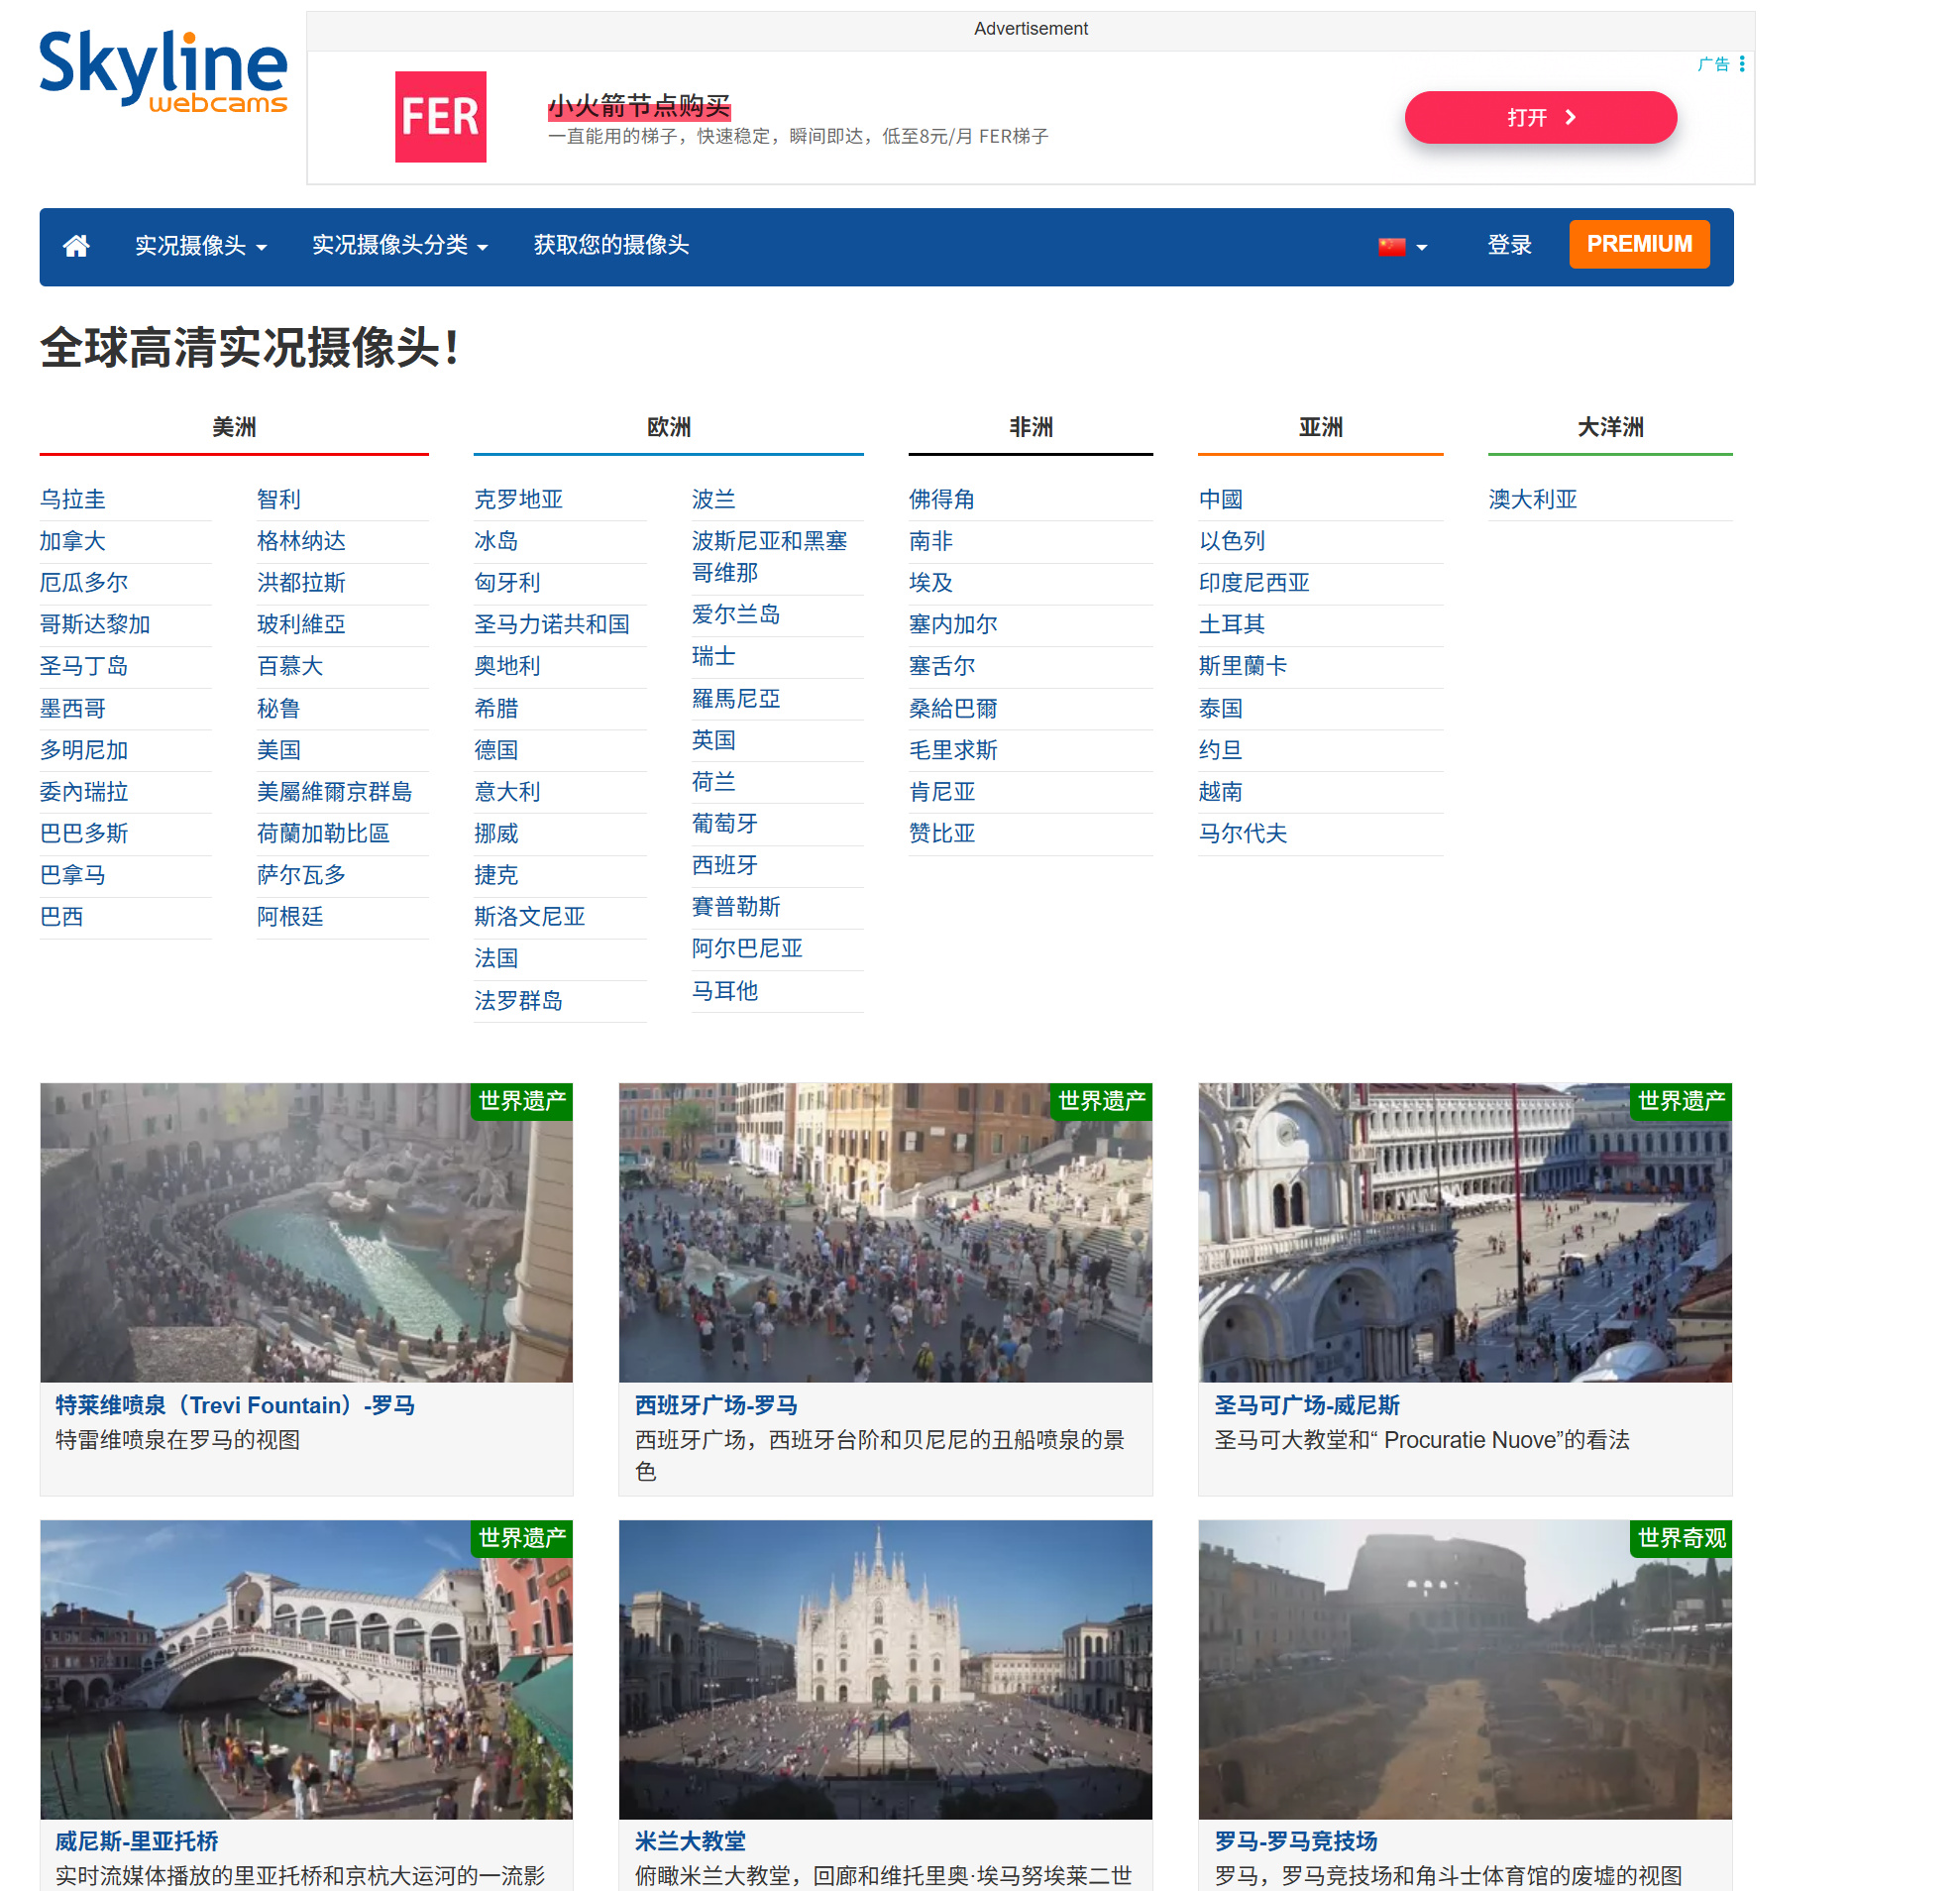 Skyline
webcams
Advertisement
广告
FER
小火箭节点购买
一直能用的梯子，快速稳定，瞬间即达，低至8元/月 FER梯子
打开
实况摄像头
实况摄像头分类
获取您的摄像头
登录
PREMIUM
全球高清实况摄像头！
美洲
乌拉圭
加拿大
厄瓜多尔
哥斯达黎加
圣马丁岛
墨西哥
多明尼加
委內瑞拉
巴巴多斯
巴拿马
巴西
智利
格林纳达
洪都拉斯
玻利維亞
百慕大
秘鲁
美国
美屬維爾京群島
荷蘭加勒比區
萨尔瓦多
阿根廷
欧洲
克罗地亚
冰岛
匈牙利
圣马力诺共和国
奥地利
希腊
德国
意大利
挪威
捷克
斯洛文尼亚
法国
法罗群岛
波兰
波斯尼亚和黑塞
哥维那
爱尔兰岛
瑞士
羅馬尼亞
英国
荷兰
葡萄牙
西班牙
賽普勒斯
阿尔巴尼亚
马耳他
非洲
佛得角
南非
埃及
塞内加尔
塞舌尔
桑給巴爾
毛里求斯
肯尼亚
赞比亚
亚洲
中國
以色列
印度尼西亚
土耳其
斯里蘭卡
泰国
约旦
越南
马尔代夫
大洋洲
澳大利亚
世界遗产
特莱维喷泉（Trevi Fountain）-罗马
特雷维喷泉在罗马的视图
世界遗产
西班牙广场-罗马
西班牙广场，西班牙台阶和贝尼尼的丑船喷泉的景
色
世界遗产
圣马可广场-威尼斯
圣马可大教堂和“ Procuratie Nuove”的看法
世界遗产
威尼斯-里亚托桥
实时流媒体播放的里亚托桥和京杭大运河的一流影
米兰大教堂
俯瞰米兰大教堂，回廊和维托里奥·埃马努埃莱二世
世界奇观
罗马-罗马竞技场
罗马，罗马竞技场和角斗士体育馆的废墟的视图